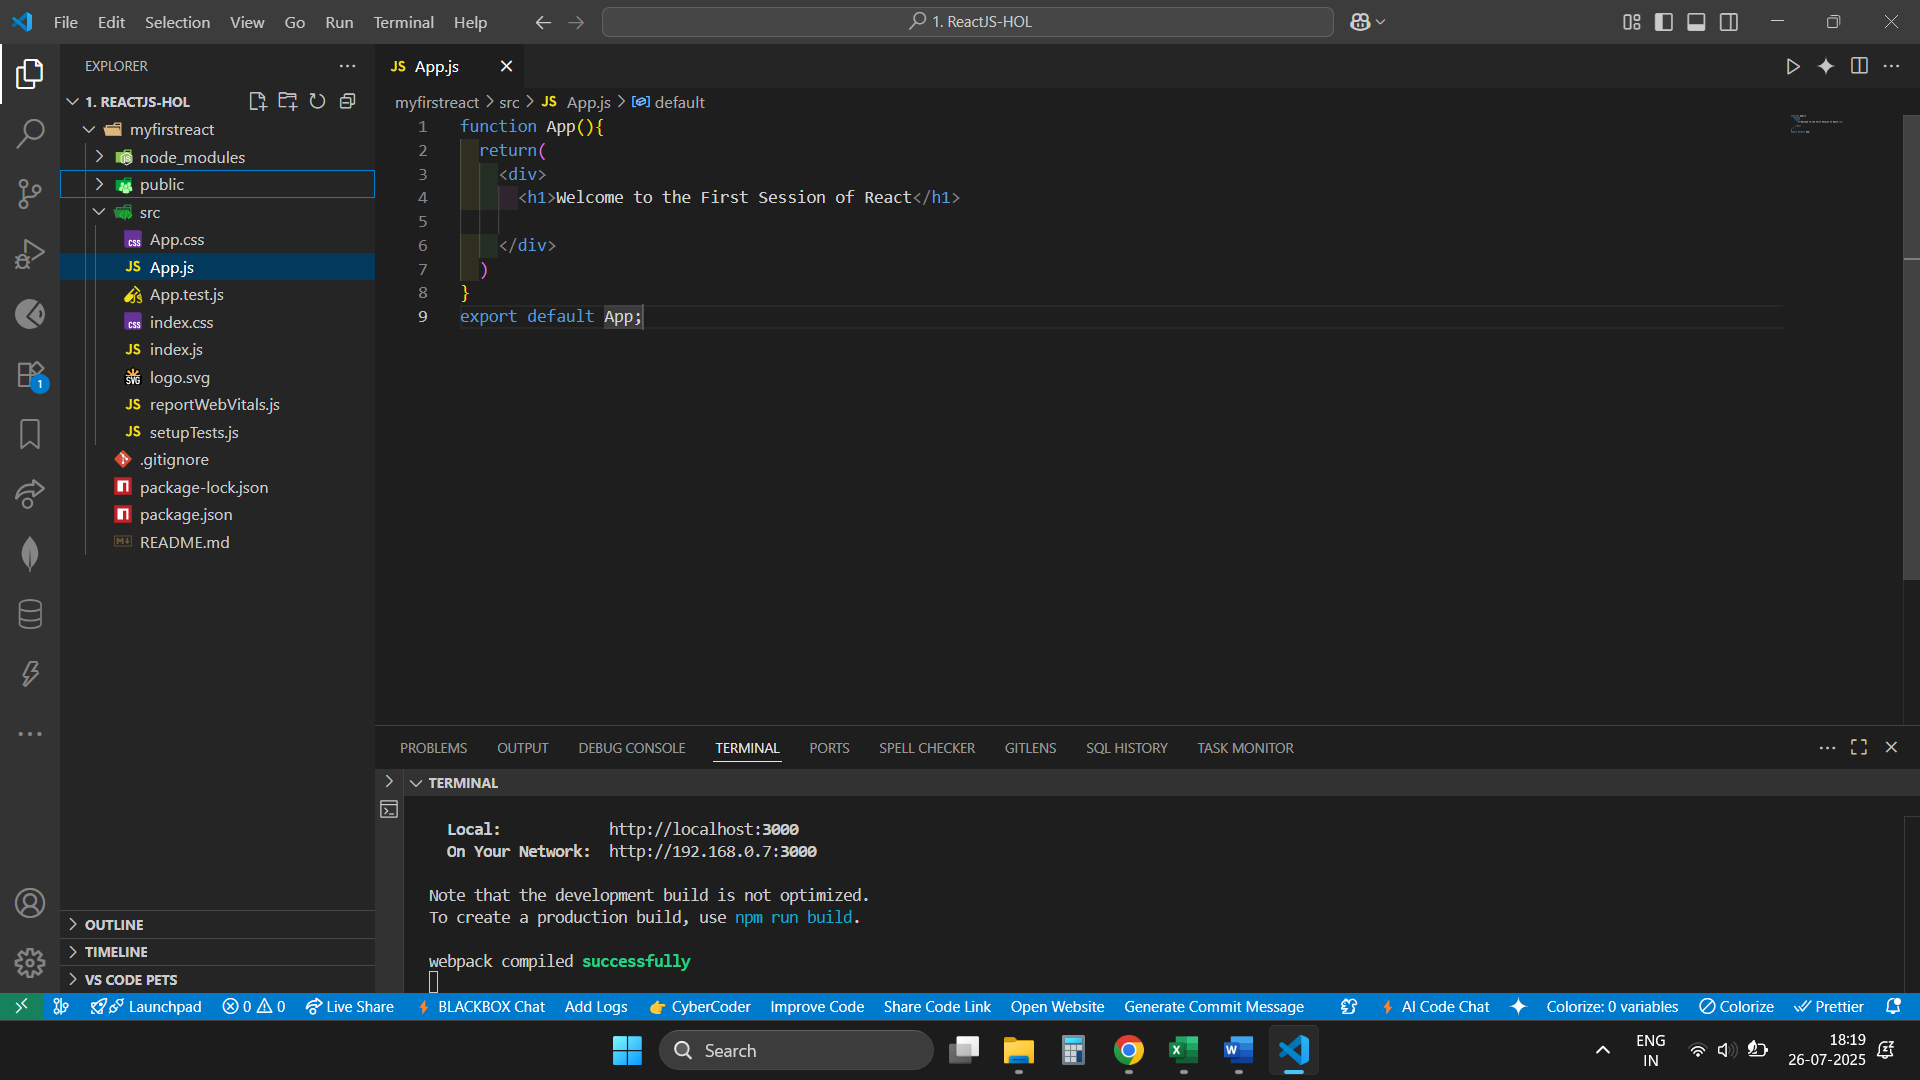 File Edit Selection View Go Run Terminal Help
1. ReactJS-HOL
EXPLORER
1. REACTJS-HOL
myfirstreact
node_modules
public
src
App.css
JS App.js
App.test.js
index.css
JS index.js
logo.svg
JS reportWebVitals.js
JS setupTests.js
.gitignore
package-lock.json
package.json
README.md
OUTLINE
TIMELINE
VS CODE PETS
JS App.js
myfirstreact > src > JS App.js > default
1 function App(){
2 return(
3 <div>
4 <h1>Welcome to the First Session of React</h1>
5
6 </div>
7 )
8 }
9 export default App;
PROBLEMS OUTPUT DEBUG CONSOLE TERMINAL PORTS SPELL CHECKER GITLENS SQL HISTORY TASK MONITOR
TERMINAL
Local: http://localhost:3000
On Your Network: http://192.168.0.7:3000
Note that the development build is not optimized.
To create a production build, use npm run build.
webpack compiled successfully
Launchpad 0 0 Live Share BLACKBOX Chat Add Logs CyberCoder Improve Code Share Code Link Open Website Generate Commit Message AI Code Chat Colorize: 0 variables Colorize Prettier
Search
ENG
IN
18:19
26-07-2025